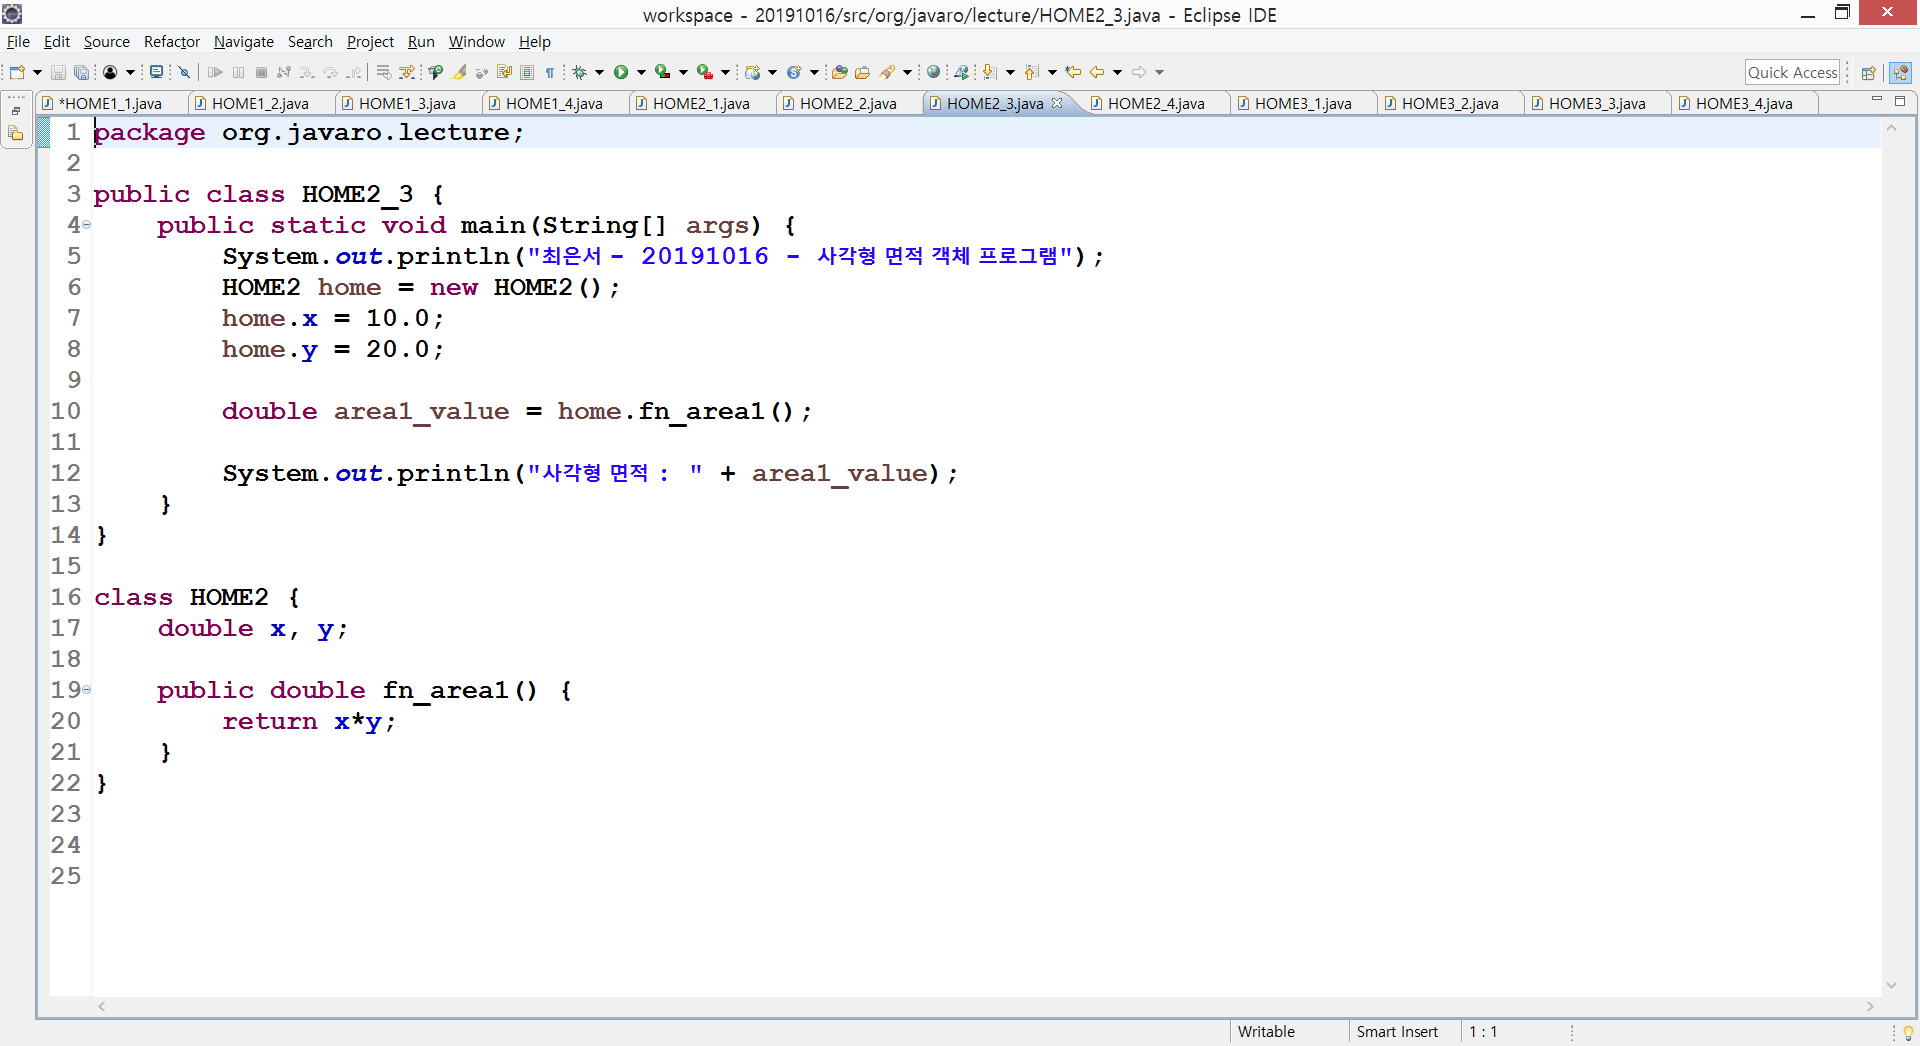 workspace - 20191016/src/org/javaro/lecture/HOME2_3.java - Eclipse IDE
File Edit Source Refactor Navigate Search Project Run Window Help
Quick Access
*HOME1_1.java HOME1_2.java HOME1_3.java HOME1_4.java HOME2_1.java HOME2_2.java HOME2_3.java HOME2_4.java HOME3_1.java HOME3_2.java HOME3_3.java HOME3_4.java
1 package org.javaro.lecture;
2
3 public class HOME2_3 {
4 public static void main(String[] args) {
5 System.out.println("최은서 - 20191016 - 사각형 면적 객체 프로그램");
6 HOME2 home = new HOME2();
7 home.x = 10.0;
8 home.y = 20.0;
9
10 double area1_value = home.fn_area1();
11
12 System.out.println("사각형 면적 : " + area1_value);
13 }
14 }
15
16 class HOME2 {
17 double x, y;
18
19 public double fn_area1() {
20 return x*y;
21 }
22 }
23
24
25
Writable Smart Insert 1 : 1